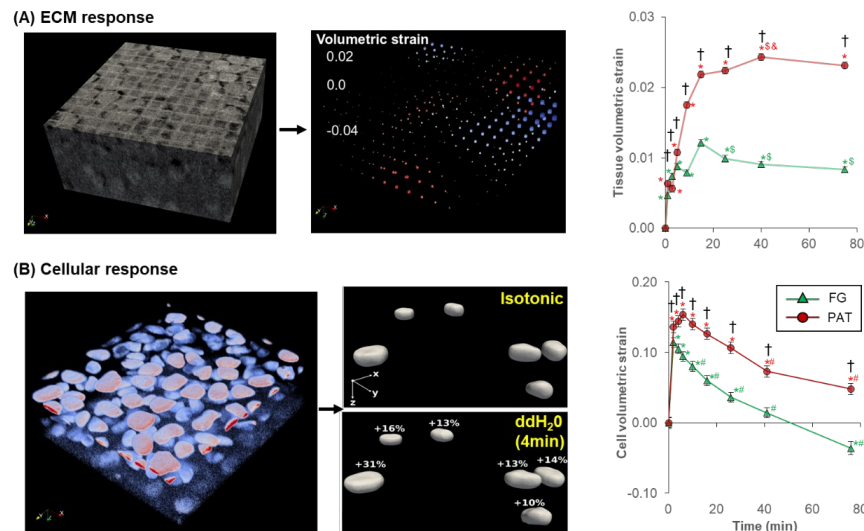 (A) ECM response
Volumetric strain
0.02
0.0
-0.04
Tissue volumetric strain
0.03
0.02
0.01
0.00
0 20 40 60 80
*$&
*$
*$
*$
(B) Cellular response
Isotonic
x
y
z
ddH20
(4min)
+16%
+13%
+31%
+13%
+14%
+10%
Cell volumetric strain
0.20
0.10
0.00
-0.10
0 20 40 60 80
Time (min)
FG
PAT
*#
*#
*#
*#
*#
#
*#